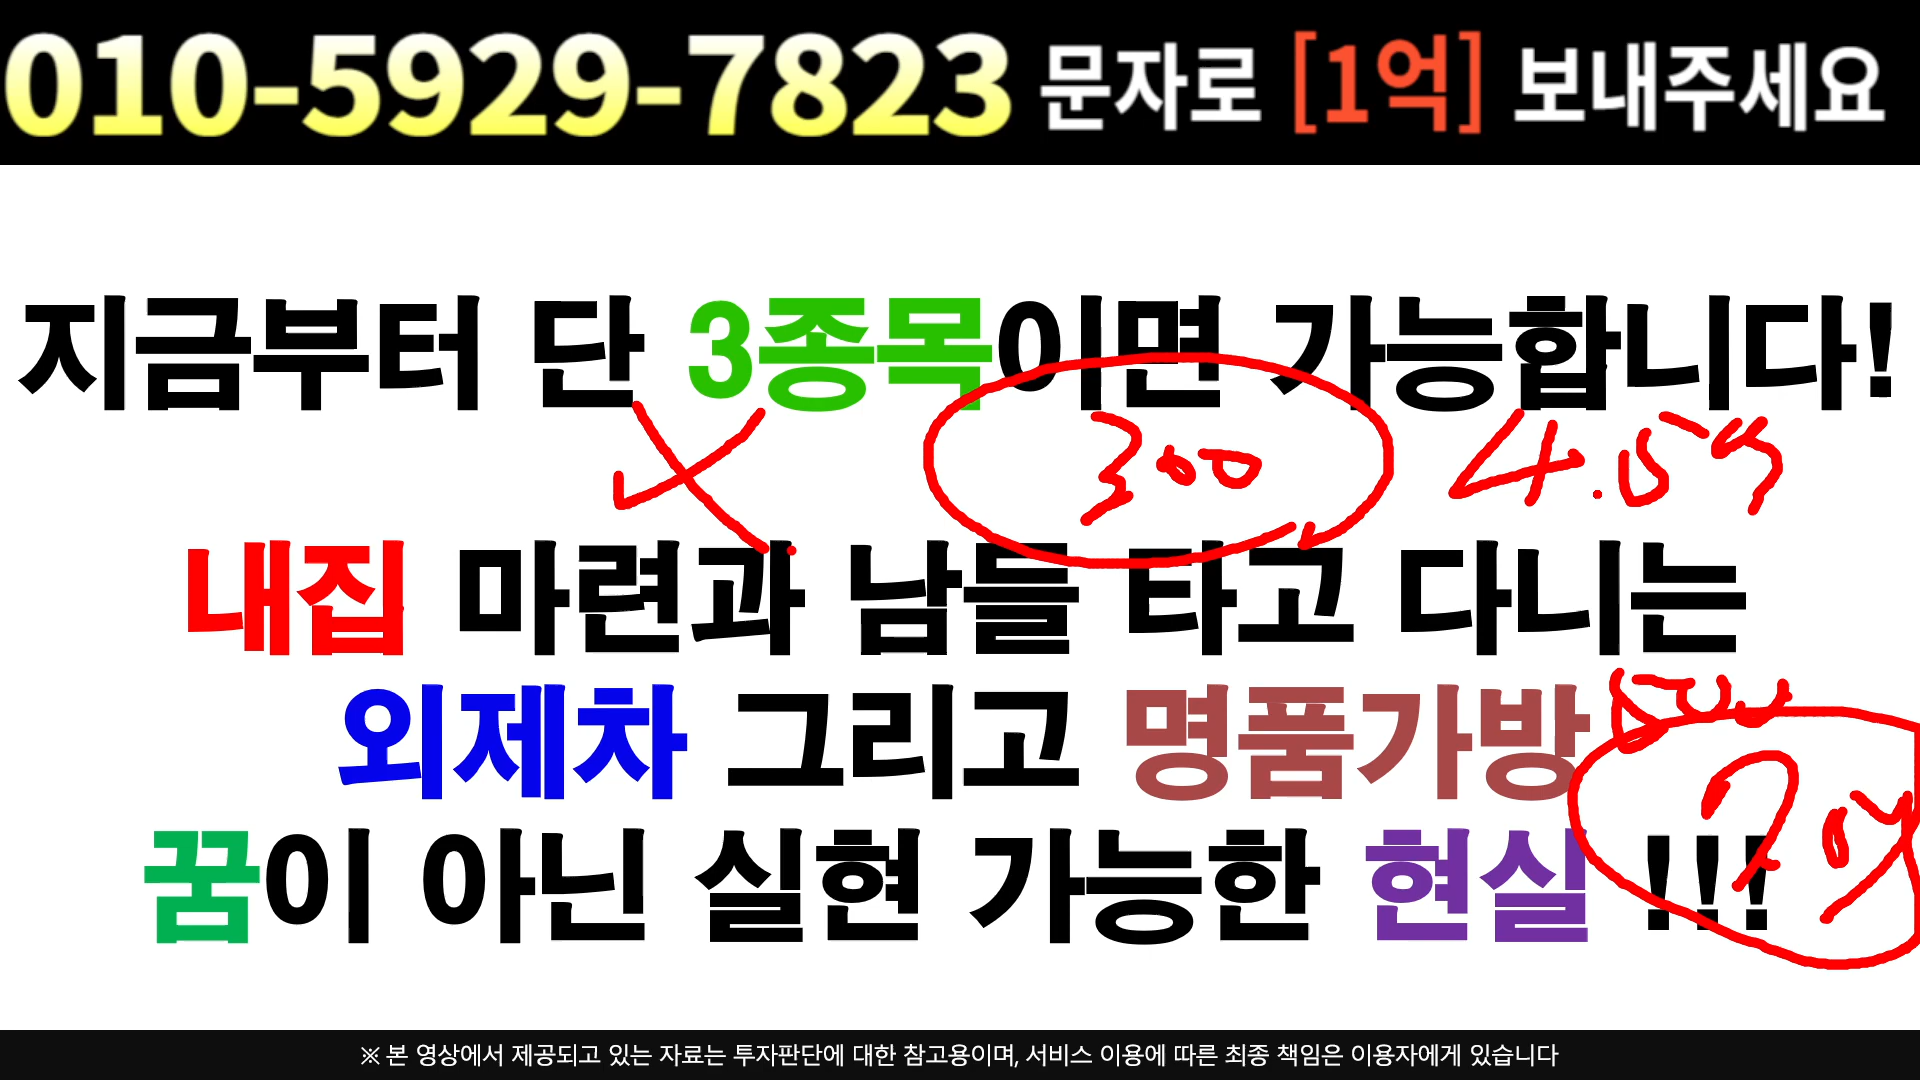 010-5929-7823 문자로 [1억] 보내주세요
지금부터 단 3종목이면 가능합니다!
300 4.5억
내집 마련과 남들 타고 다니는
외제차 그리고 명품가방
꿈이 아닌 실현 가능한 현실 !!!
※ 본 영상에서 제공되고 있는 자료는 투자판단에 대한 참고용이며, 서비스 이용에 따른 최종 책임은 이용자에게 있습니다